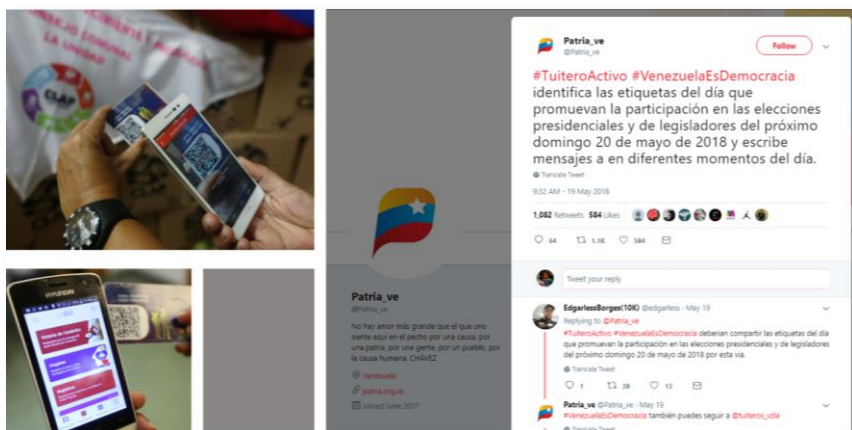 CONSEJO COMUNAL
LA UNIDAD
CLAP
HYUNDAI
Patria_ve
@Patria_ve
No hay amor más grande que el que uno
siente aquí en el pecho por una causa, por
una patria, por una gente, por un pueblo, por
la causa humana. CHÁVEZ
Venezuela
patria.org.ve
Joined June 2017
Patria_ve
@Patria_ve
Follow
#TuiteroActivo #VenezuelaEsDemocracia
identifica las etiquetas del día que
promuevan la participación en las elecciones
presidenciales y de legisladores del próximo
domingo 20 de mayo de 2018 y escribe
mensajes a en diferentes momentos del día.
Translate Tweet
9:32 AM - 19 May 2018
1,082 Retweets 584 Likes
64 1.1K 584
Tweet your reply
EdgarlessBorges(10K) @edgarless · May 19
Replying to @Patria_ve
#TuiteroActivo #VenezuelaEsDemocracia deberian compartir las etiquetas del día
que promuevan la participación en las elecciones presidenciales y de legisladores
del próximo domingo 20 de mayo de 2018 por esta via.
Translate Tweet
1 38 13
Patria_ve @Patria_ve · May 19
#VenezuelaEsDemocracia también puedes seguir a @tuiteros_vzla
Translate Tweet